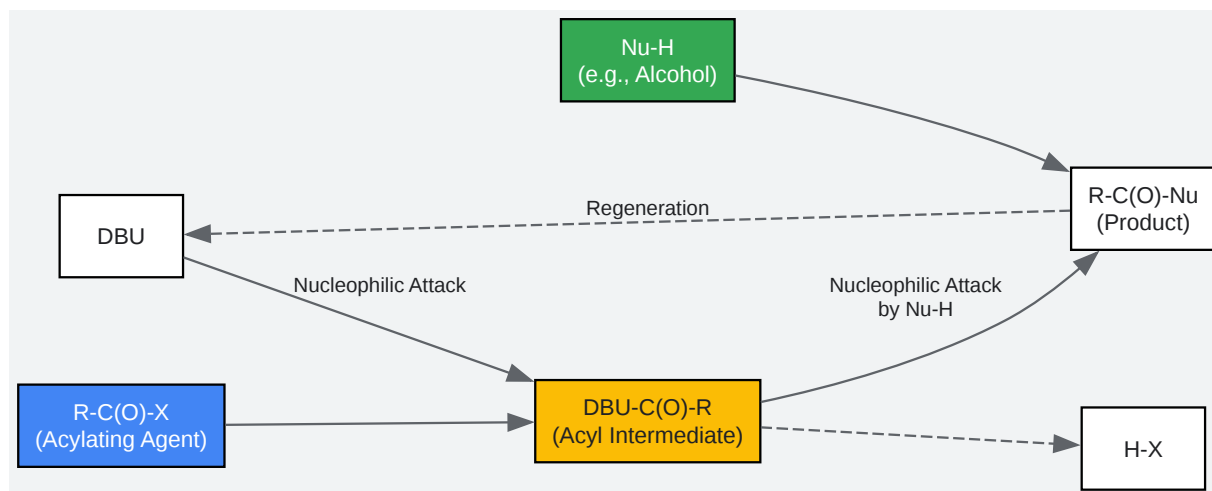 Nu-H
(e.g., Alcohol)
R-C(O)-Nu
(Product)
Regeneration
DBU
Nucleophilic Attack
Nucleophilic Attack
by Nu-H
R-C(O)-X
(Acylating Agent)
DBU-C(O)-R
(Acyl Intermediate)
H-X